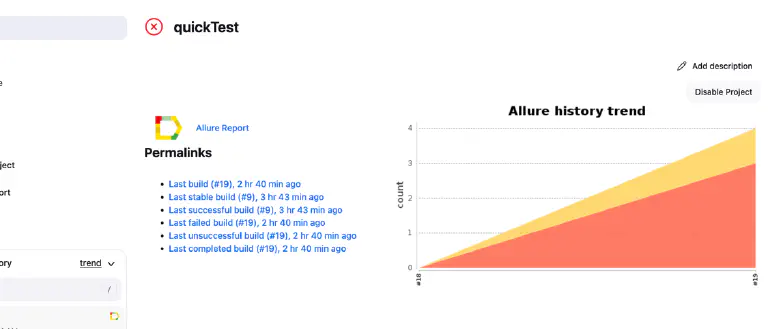 quickTest
Add description
Disable Project
Allure Report
Permalinks
Last build (#19), 2 hr 40 min ago
Last stable build (#9), 3 hr 43 min ago
Last successful build (#9), 3 hr 43 min ago
Last failed build (#19), 2 hr 40 min ago
Last unsuccessful build (#19), 2 hr 40 min ago
Last completed build (#19), 2 hr 40 min ago
Allure history trend
count
4
3
2
1
0
#18
#19
ject
ort
ory
trend
/